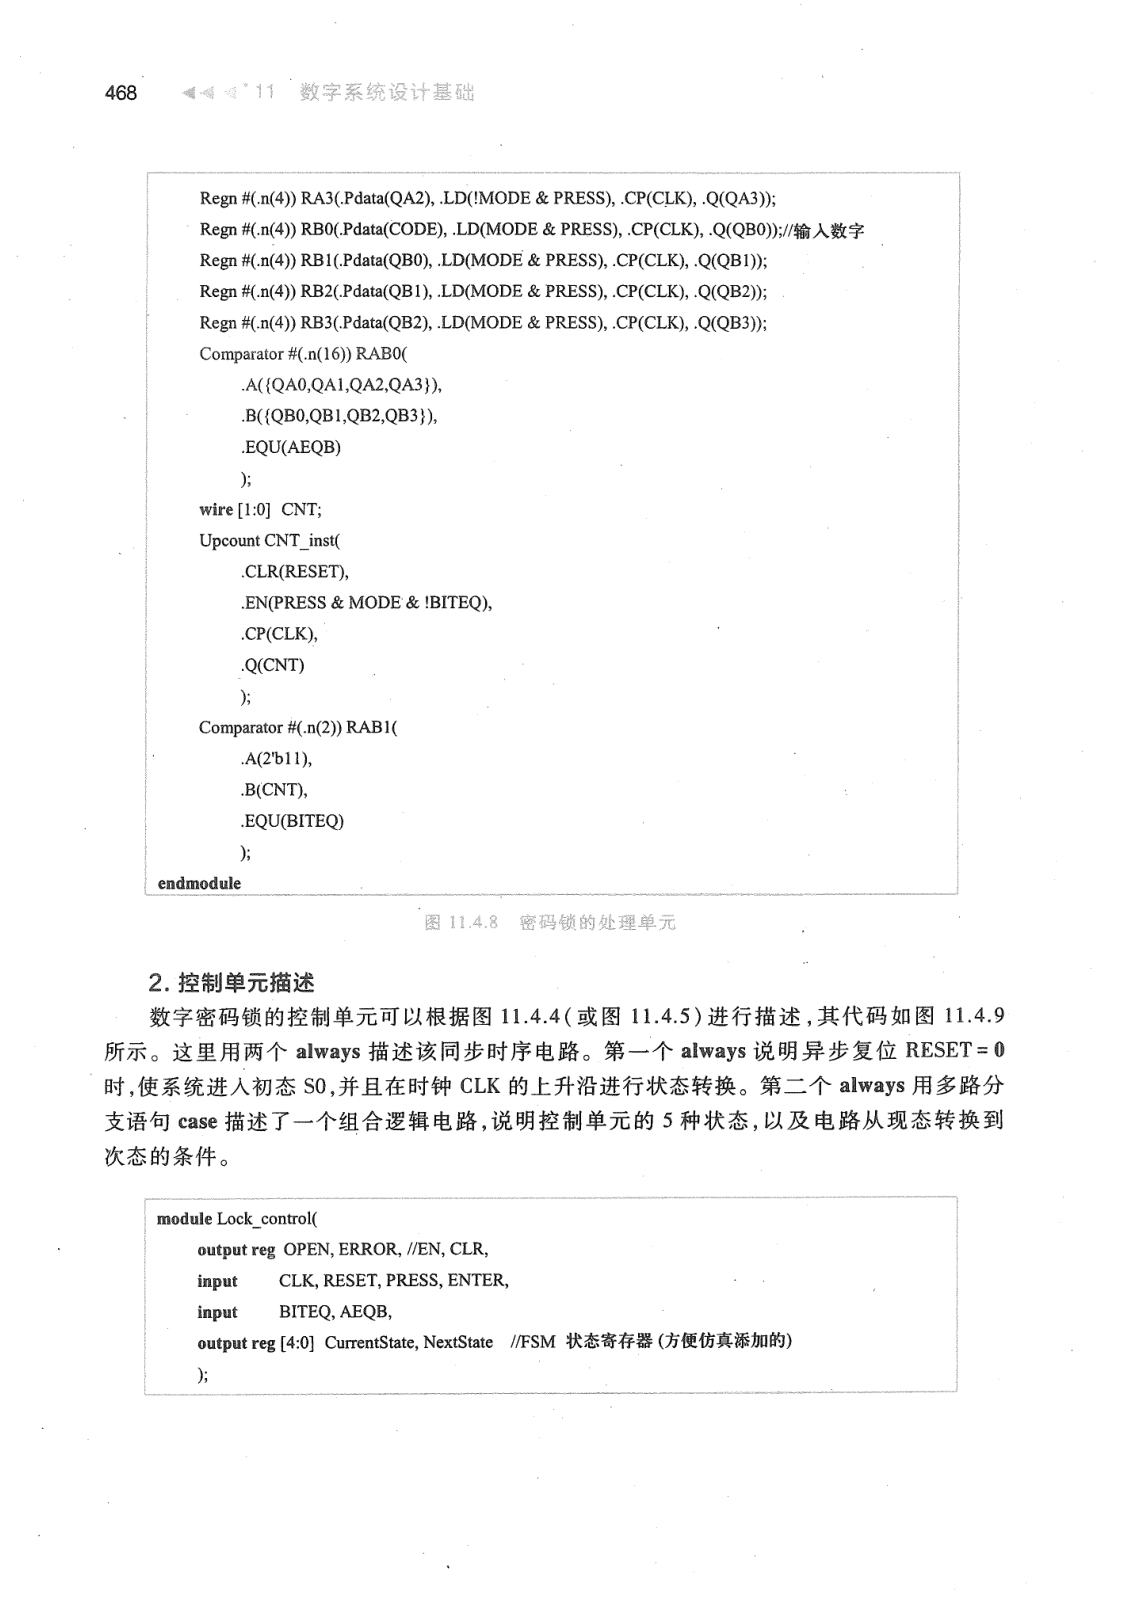 468 *11 数字系统设计基础
Regn #(.n(4)) RA3(.Pdata(QA2), .LD(!MODE & PRESS), .CP(CLK), .Q(QA3));
Regn #(.n(4)) RB0(.Pdata(CODE), .LD(MODE & PRESS), .CP(CLK), .Q(QB0));//输入数字
Regn #(.n(4)) RB1(.Pdata(QB0), .LD(MODE & PRESS), .CP(CLK), .Q(QB1));
Regn #(.n(4)) RB2(.Pdata(QB1), .LD(MODE & PRESS), .CP(CLK), .Q(QB2));
Regn #(.n(4)) RB3(.Pdata(QB2), .LD(MODE & PRESS), .CP(CLK), .Q(QB3));
Comparator #(.n(16)) RAB0(
.A({QA0,QA1,QA2,QA3}),
.B({QB0,QB1,QB2,QB3}),
.EQU(AEQB)
);
wire [1:0] CNT;
Upcount CNT_inst(
.CLR(RESET),
.EN(PRESS & MODE & !BITEQ),
.CP(CLK),
.Q(CNT)
);
Comparator #(.n(2)) RAB1(
.A(2'b11),
.B(CNT),
.EQU(BITEQ)
);
endmodule
图 11.4.8 密码锁的处理单元
2. 控制单元描述
数字密码锁的控制单元可以根据图 11.4.4(或图 11.4.5)进行描述,其代码如图 11.4.9
所示。这里用两个 always 描述该同步时序电路。第一个 always 说明异步复位 RESET = 0
时,使系统进入初态 S0,并且在时钟 CLK 的上升沿进行状态转换。第二个 always 用多路分
支语句 case 描述了一个组合逻辑电路,说明控制单元的 5 种状态,以及电路从现态转换到
次态的条件。
module Lock_control(
output reg OPEN, ERROR, //EN, CLR,
input CLK, RESET, PRESS, ENTER,
input BITEQ, AEQB,
output reg [4:0] CurrentState, NextState //FSM 状态寄存器 (方便仿真添加的)
);